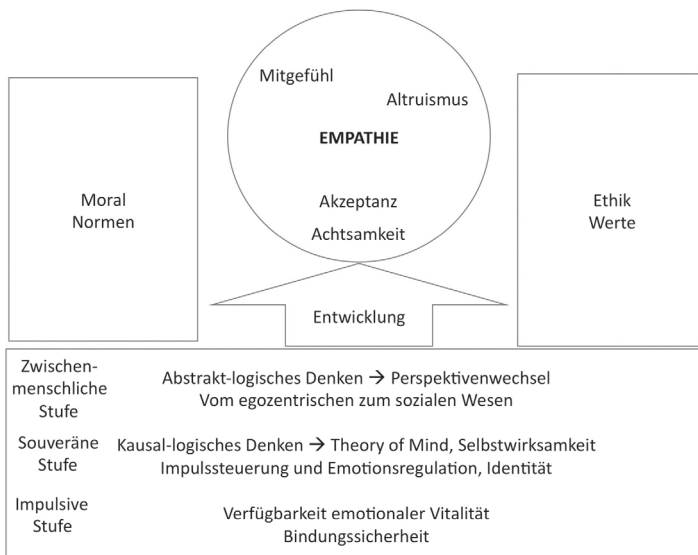 Mitgefühl
Altruismus
EMPATHIE
Akzeptanz
Achtsamkeit
Moral
Normen
Ethik
Werte
Entwicklung
Zwischen-
menschliche
Stufe
Abstrakt-logisches Denken → Perspektivenwechsel
Vom egozentrischen zum sozialen Wesen
Souveräne
Stufe
Kausal-logisches Denken → Theory of Mind, Selbstwirksamkeit
Impulssteuerung und Emotionsregulation, Identität
Impulsive
Stufe
Verfügbarkeit emotionaler Vitalität
Bindungssicherheit